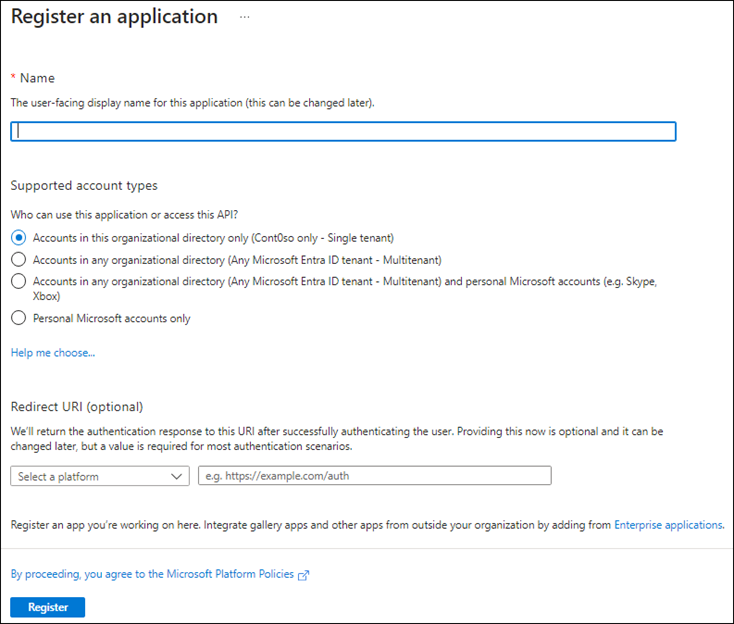 Register an application ...
* Name
The user-facing display name for this application (this can be changed later).
Supported account types
Who can use this application or access this API?
Accounts in this organizational directory only (Cont0so only - Single tenant)
Accounts in any organizational directory (Any Microsoft Entra ID tenant - Multitenant)
Accounts in any organizational directory (Any Microsoft Entra ID tenant - Multitenant) and personal Microsoft accounts (e.g. Skype,
Xbox)
Personal Microsoft accounts only
Help me choose...
Redirect URI (optional)
We'll return the authentication response to this URI after successfully authenticating the user. Providing this now is optional and it can be
changed later, but a value is required for most authentication scenarios.
Select a platform
e.g. https://example.com/auth
Register an app you're working on here. Integrate gallery apps and other apps from outside your organization by adding from Enterprise applications.
By proceeding, you agree to the Microsoft Platform Policies
Register